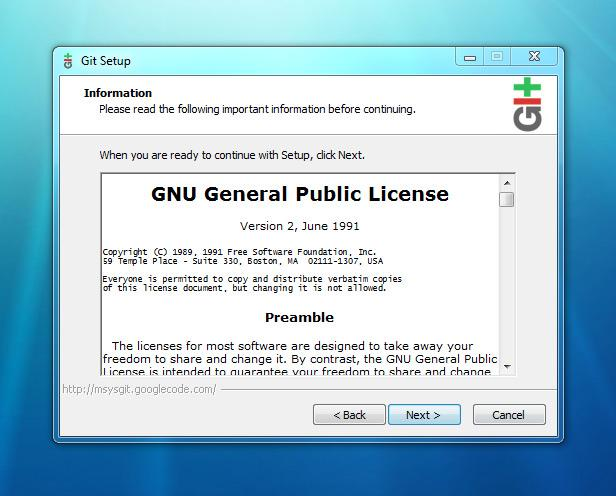 Git Setup
Information
Please read the following important information before continuing.
Git
When you are ready to continue with Setup, click Next.
GNU General Public License
Version 2, June 1991
Copyright (C) 1989, 1991 Free Software Foundation, Inc.
59 Temple Place - Suite 330, Boston, MA  02111-1307, USA
Everyone is permitted to copy and distribute verbatim copies
of this license document, but changing it is not allowed.
Preamble
The licenses for most software are designed to take away your
freedom to share and change it. By contrast, the GNU General Public
License is intended to guarantee your freedom to share and change
http://msysgit.googlecode.com/
< Back
Next >
Cancel